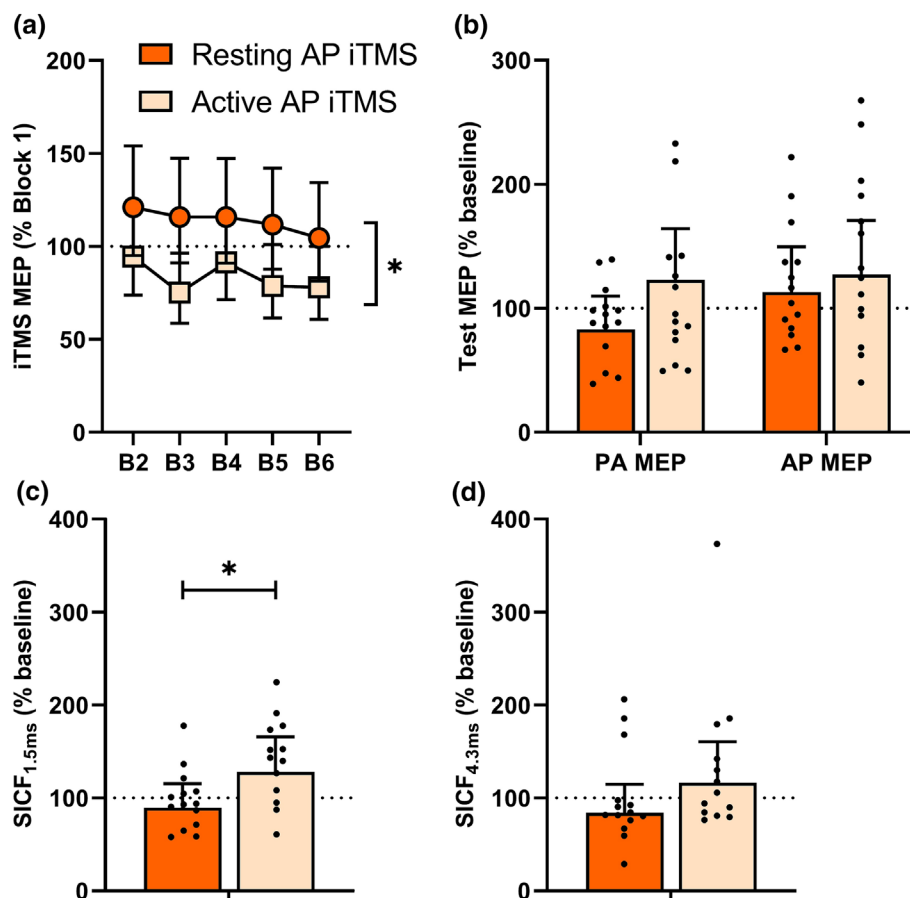 (a)
iTMS MEP (% Block 1)
200
150
100
50
0
Resting AP iTMS
Active AP iTMS
*
B2 B3 B4 B5 B6
(b)
Test MEP (% baseline)
300
200
100
0
PA MEP AP MEP
(c)
SICF1.5ms (% baseline)
400
300
200
100
0
*
(d)
SICF4.3ms (% baseline)
400
300
200
100
0